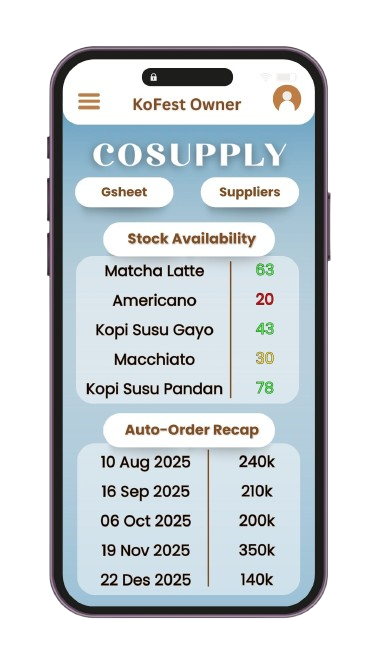 KoFest Owner
COSUPPLY
Gsheet Suppliers
Stock Availability
Matcha Latte 63
Americano 20
Kopi Susu Gayo 43
Macchiato 30
Kopi Susu Pandan 78
Auto-Order Recap
10 Aug 2025 240k
16 Sep 2025 210k
06 Oct 2025 200k
19 Nov 2025 350k
22 Des 2025 140k